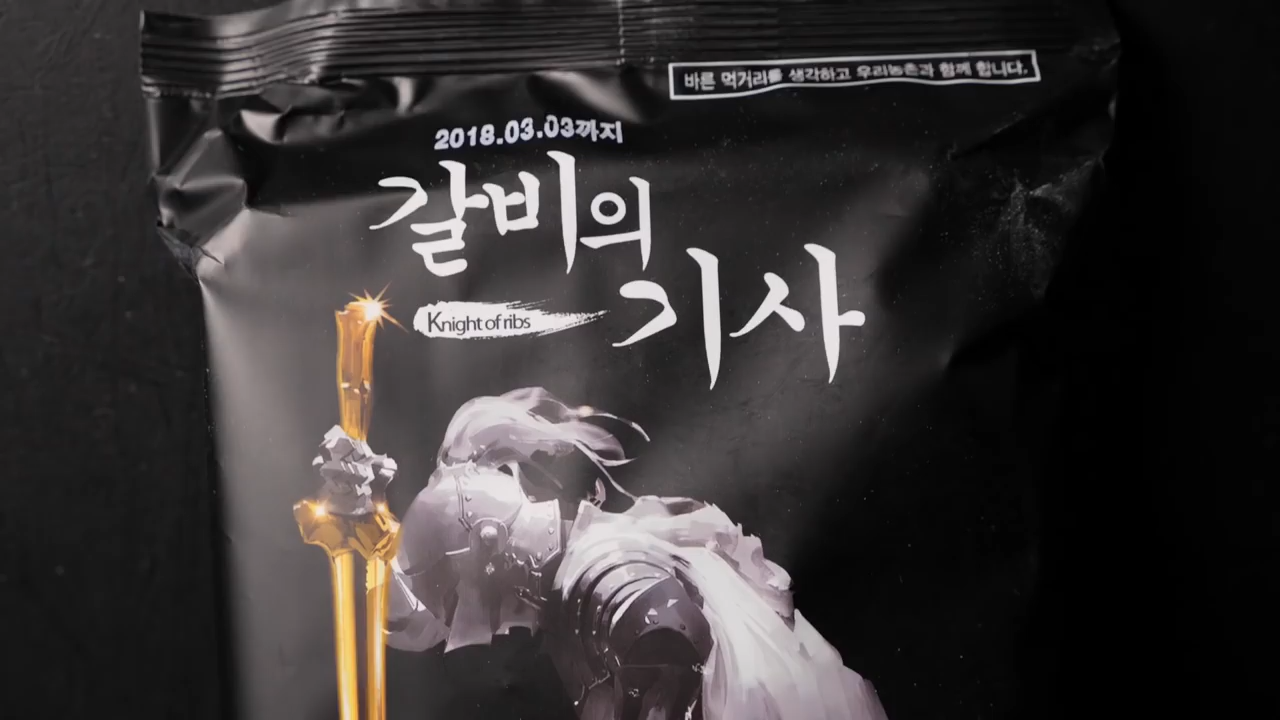 바른 먹거리를 생각하고 우리농촌과 함께 합니다.
2018.03.03까지
갈비의
기사
Knight of ribs